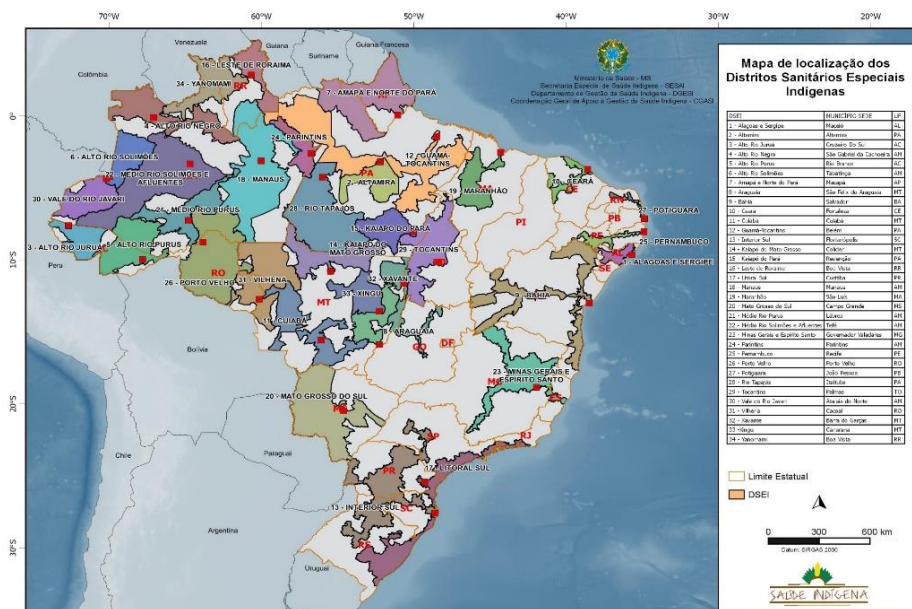 70°W
60°W
50°W
40°W
30°W
20°W
0°
10°S
20°S
30°S
Venezuela
Guiana
Suriname
Guiana Francesa
Colômbia
Peru
Bolívia
Chile
Paraguai
Argentina
Uruguai
Ministério da Saúde - MS
Secretaria Especial de Saúde Indígena - SESAI
Departamento de Gestão da Saúde Indígena - DGESI
Coordenação Geral de Apoio à Gestão da Saúde Indígena - CGASI
16 - LESTE DE RORAIMA
34 - YANOMAMI
7 - AMAPÁ E NORTE DO PARÁ
4 - ALTO RIO NEGRO
24 - PARINTINS
6 - ALTO RIO SOLIMÕES
22 - MÉDIO RIO SOLIMÕES E
AFLUENTES
18 - MANAUS
2 - ALTAMIRA
12 - GUAMÁ-
TOCANTINS
19 - MARANHÃO
10 - CEARÁ
30 - VALE DO RIO JAVARI
21 - MÉDIO PURUS
28 - RIO TAPAJÓS
15 - KAIAPÓ DO PARÁ
27 - POTIGUARA
3 - ALTO RIO JURUÁ
5 - ALTO RIO PURUS
14 - KAIAPÓ DO
MATO GROSSO
29 - TOCANTINS
25 - PERNAMBUCO
1 - ALAGOAS E SERGIPE
26 - PORTO VELHO
31 - VILHENA
32 - XAVANTE
33 - XINGU
9 - BAHIA
11 - CUIABÁ
8 - ARAGUAIA
23 - MINAS GERAIS E
ESPÍRITO SANTO
20 - MATO GROSSO DO SUL
17 - LITORAL SUL
13 - INTERIOR SUL
RR
PA
CE
RN
PB
PI
PE
AL
SE
RO
MT
GO
DF
SP
RJ
PR
SC
RS
Mapa de localização dos
Distritos Sanitários Especiais
Indígenas
DSEI MUNICÍPIO SEDE UF
1 - Alagoas e Sergipe Maceió AL
2 - Altamira Altamira PA
3 - Alto Rio Juruá Cruzeiro do Sul AC
4 - Alto Rio Negro São Gabriel da Cachoeira AM
5 - Alto Rio Purus Rio Branco AC
6 - Alto Rio Solimões Tabatinga AM
7 - Amapá e Norte do Pará Macapá AP
8 - Araguaia São Félix do Araguaia MT
9 - Bahia Salvador BA
10 - Ceará Fortaleza CE
11 - Cuiabá Cuiabá MT
12 - Guamá-Tocantins Belém PA
13 - Interior Sul Florianópolis SC
14 - Kaiapó do Mato Grosso Colíder MT
15 - Kaiapó do Pará Redenção PA
16 - Leste de Roraima Boa Vista RR
17 - Litoral Sul Curitiba PR
18 - Manaus Manaus AM
19 - Maranhão São Luís MA
20 - Mato Grosso do Sul Campo Grande MS
21 - Médio Rio Purus Lábrea AM
22 - Médio Rio Solimões e Afluentes Tefé AM
23 - Minas Gerais e Espírito Santo Governador Valadares MG
24 - Parintins Parintins AM
25 - Pernambuco Recife PE
26 - Porto Velho Porto Velho RO
27 - Potiguara João Pessoa PB
28 - Rio Tapajós Itaituba PA
29 - Tocantins Palmas TO
30 - Vale do Rio Javari Atalaia do Norte AM
31 - Vilhena Cacoal RO
32 - Xavante Barra do Garças MT
33 - Xingu Canarana MT
34 - Yanomami Boa Vista RR
Limite Estatual
DSEI
0 300 600 km
Datum: SIRGAS 2000
SAÚDE INDÍGENA